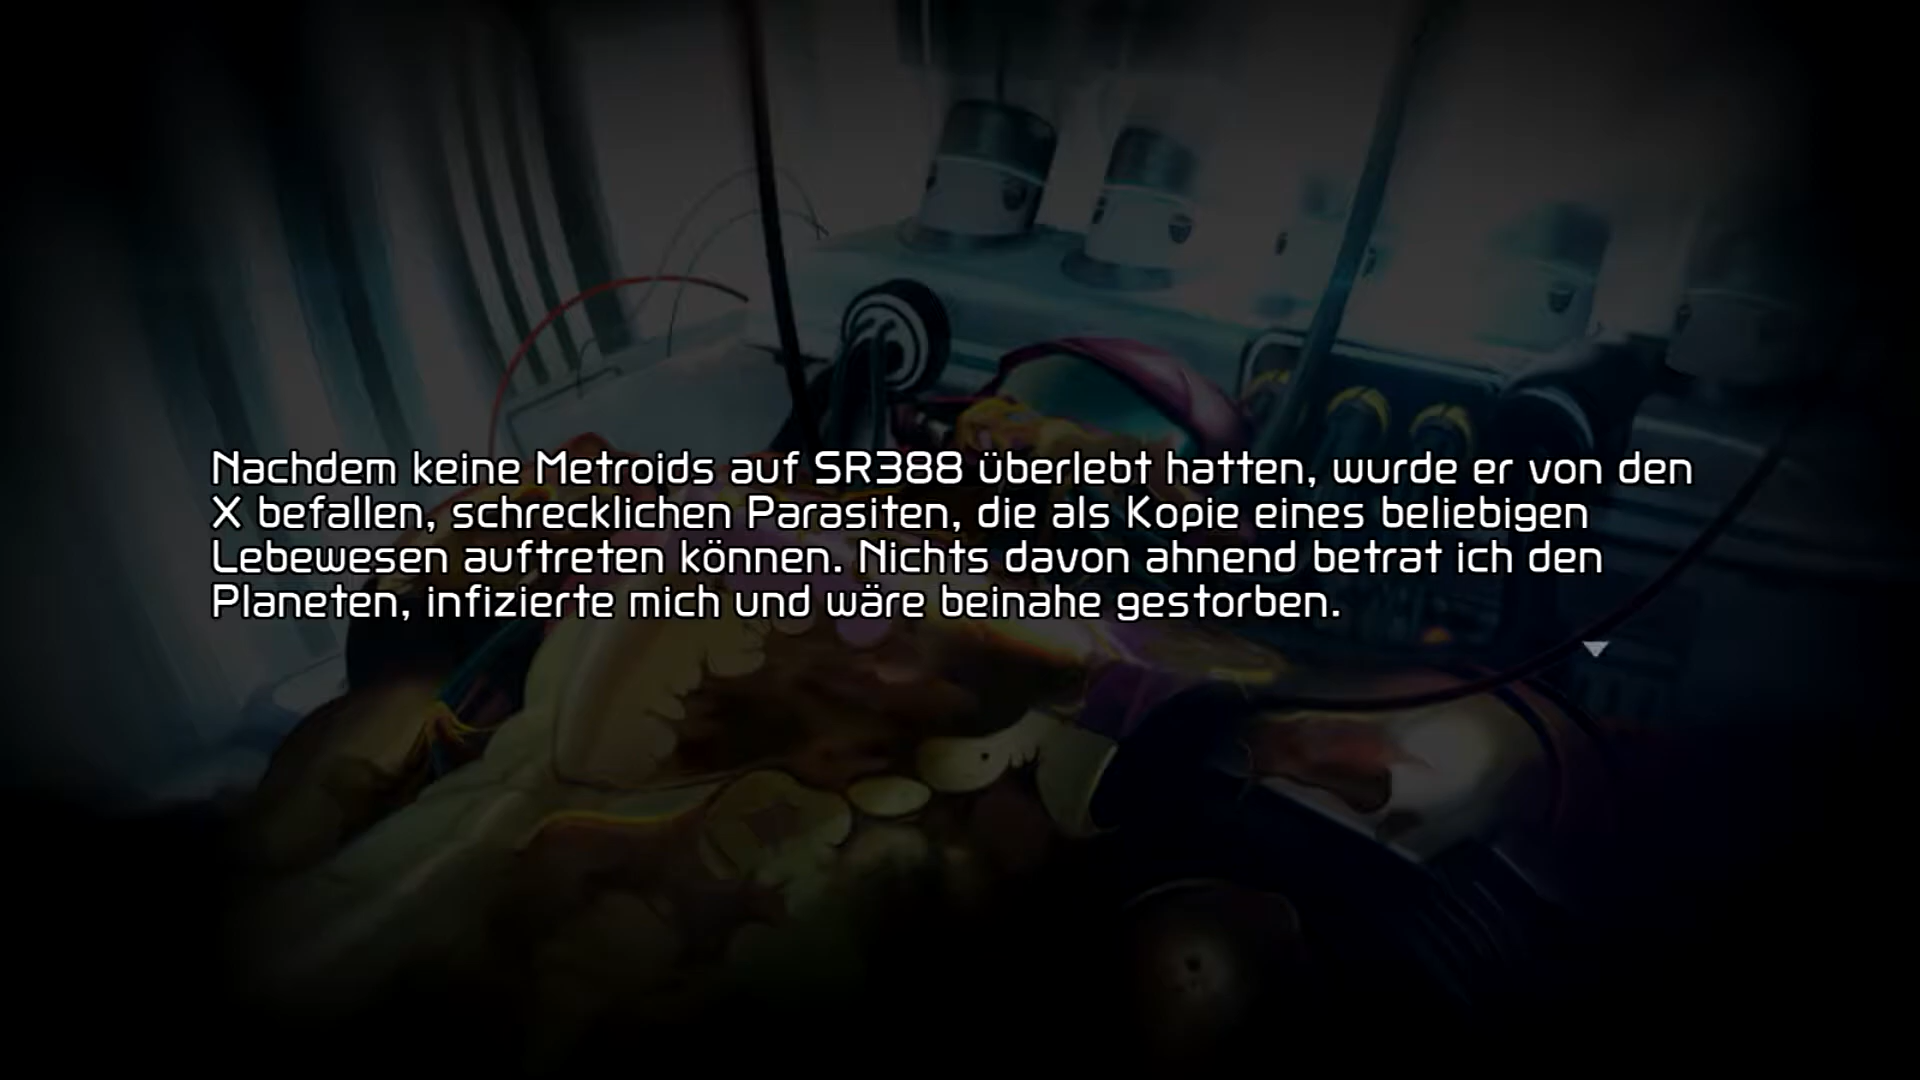 Nachdem keine Metroids auf SR388 überlebt hatten, wurde er von den
X befallen, schrecklichen Parasiten, die als Kopie eines beliebigen
Lebewesen auftreten können. Nichts davon ahnend betrat ich den
Planeten, infizierte mich und wäre beinahe gestorben.